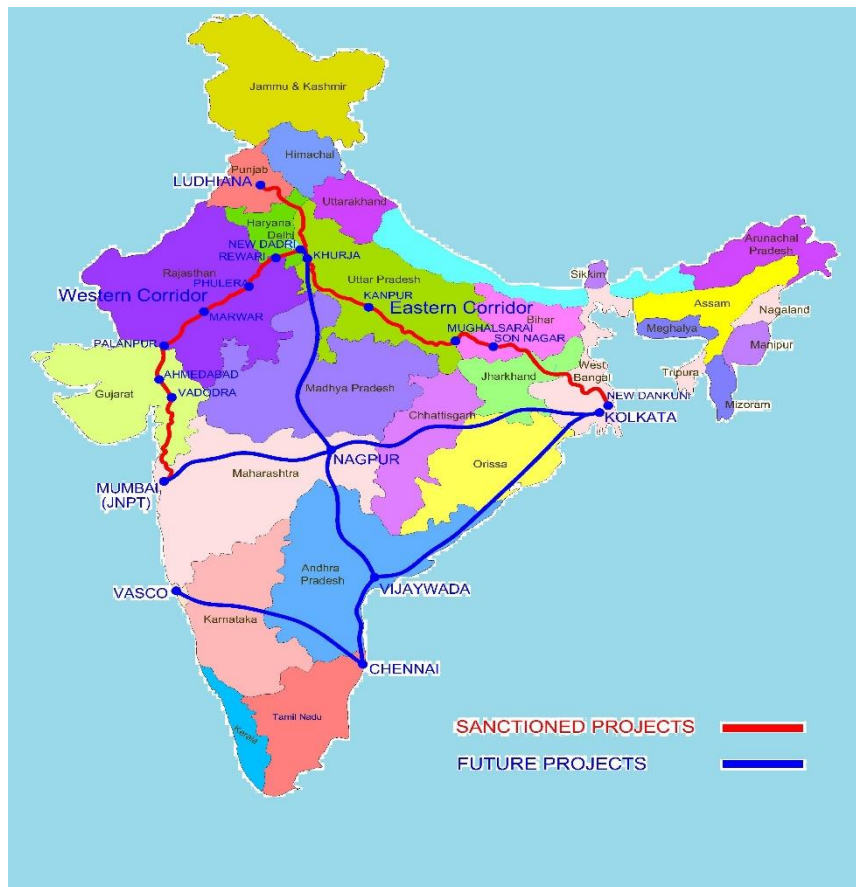 Jammu & Kashmir
Himachal
Punjab
LUDHIANA
Uttarakhand
Haryana
Delhi
NEW DADRI
KHURJA
REWARI
Arunachal
Pradesh
Sikkim
Rajasthan
Uttar Pradesh
PHULERA
Western Corridor
KANPUR
Eastern Corridor
Assam
Nagaland
MARWAR
Bihar
MUGHALSARAI
SON NAGAR
Meghalya
Manipur
PALANPUR
AHMEDABAD
VADODRA
Gujarat
Madhya Pradesh
Jharkhand
West
Bangal
Tripura
Mizoram
NEW DANKUNI
KOLKATA
Chhattisgarh
NAGPUR
Maharashtra
Orissa
MUMBAI
(JNPT)
Andhra
Pradesh
VIJAYWADA
VASCO
Karnataka
CHENNAI
Tamil Nadu
Kerala
SANCTIONED PROJECTS
FUTURE PROJECTS